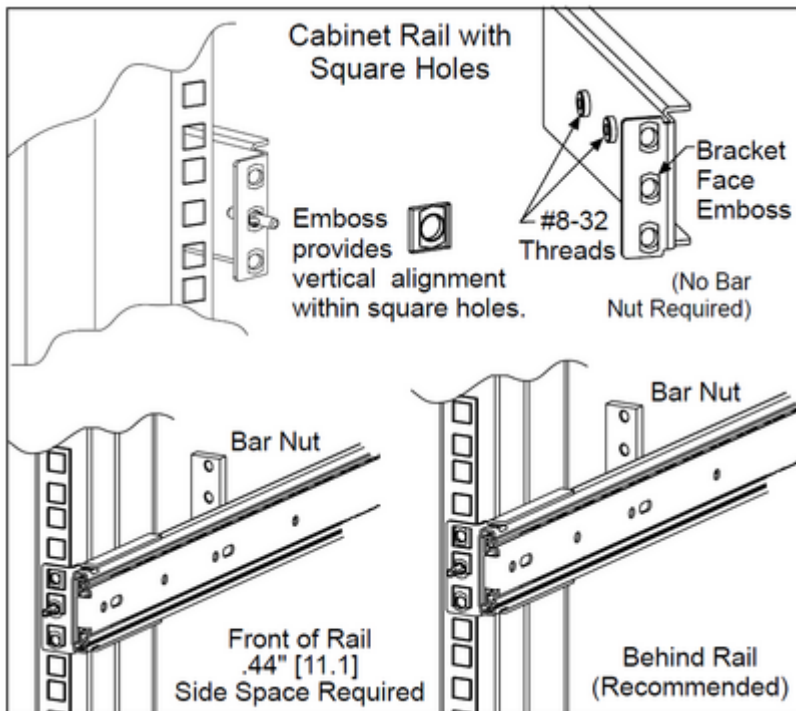 Cabinet Rail with
Square Holes
Emboss
provides
vertical alignment
within square holes.
#8-32
Threads
Bracket
Face
Emboss
(No Bar
Nut Required)
Bar Nut
Front of Rail
.44" [11.1]
Side Space Required
Bar Nut
Behind Rail
(Recommended)